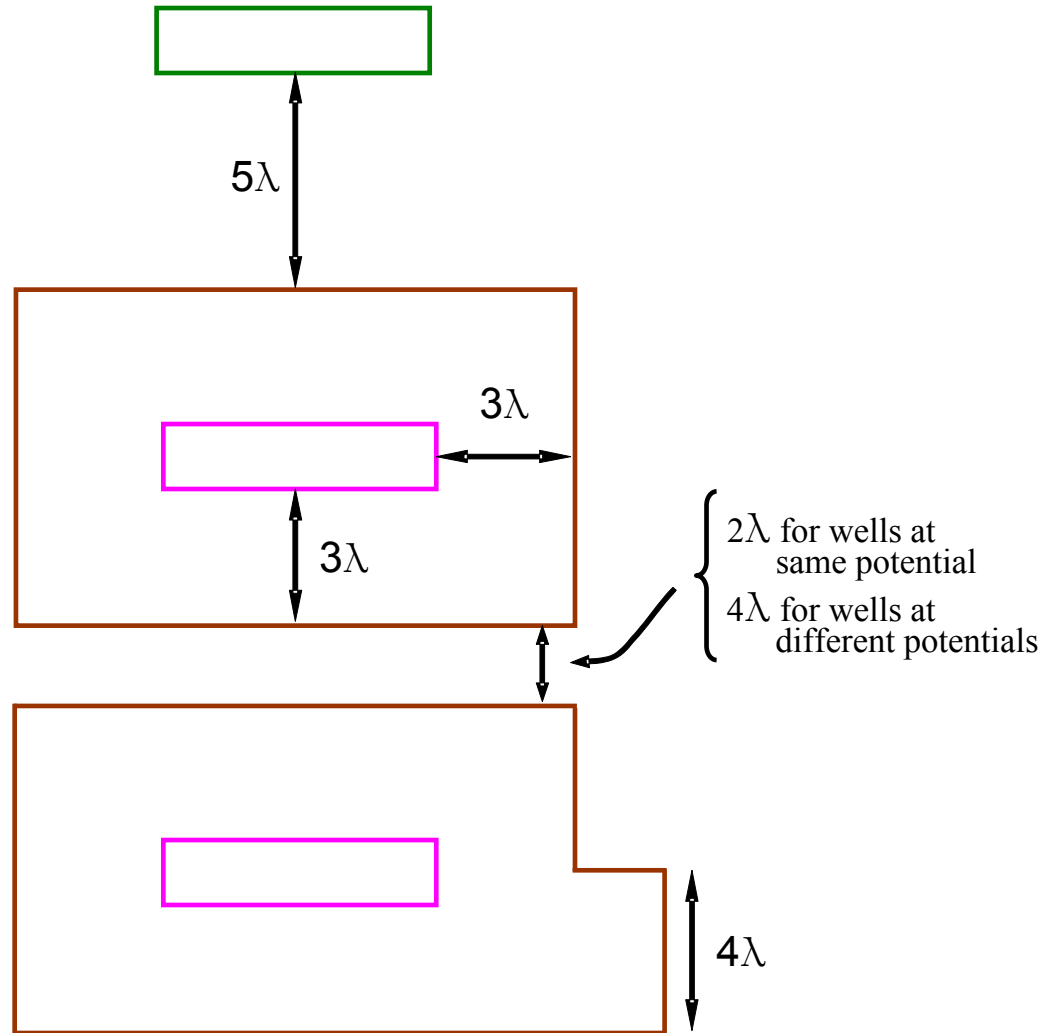 5λ
3λ
3λ
2λ for wells at
same potential
4λ for wells at
different potentials
4λ